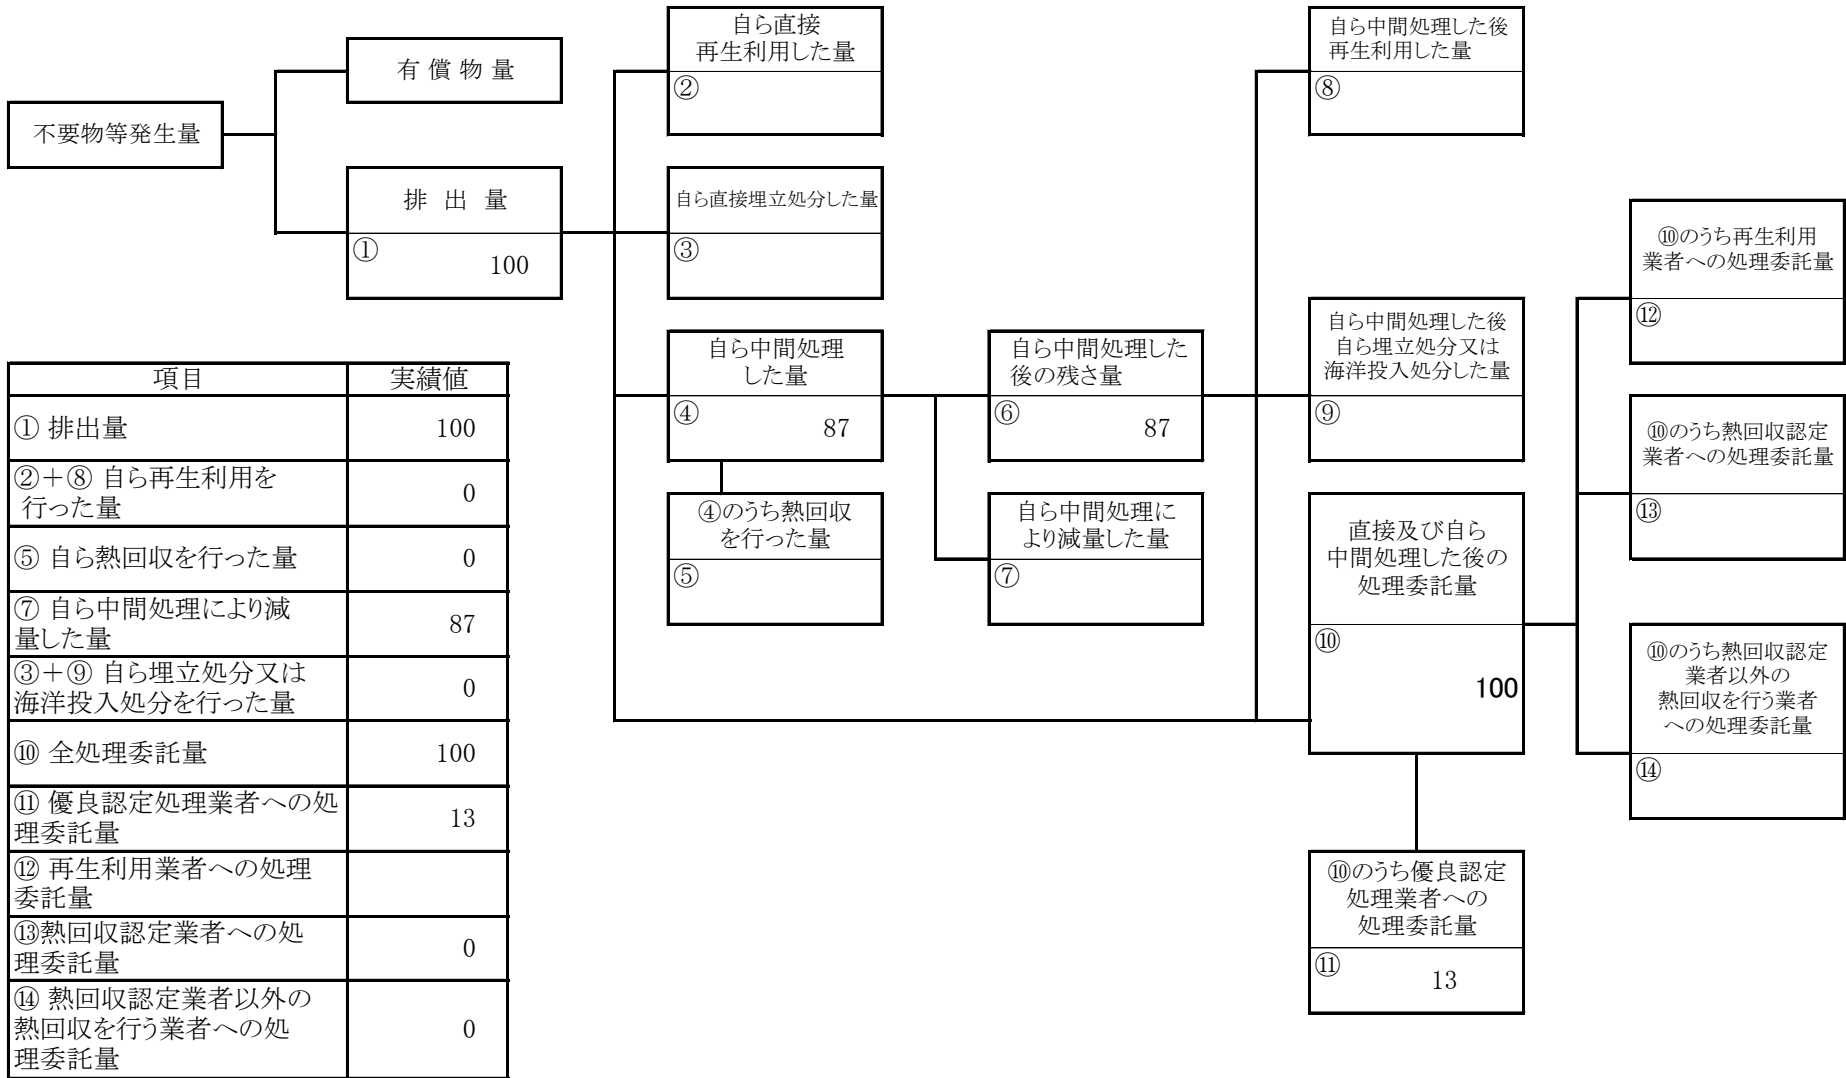 不要物等発生量
有償物量
排出量
①
100
自ら直接
再生利用した量
②
自ら直接埋立処分した量
③
自ら中間処理
した量
④
87
④のうち熱回収
を行った量
⑤
自ら中間処理した
後の残さ量
⑥
87
自ら中間処理に
より減量した量
⑦
自ら中間処理した後
再生利用した量
⑧
自ら中間処理した後
自ら埋立処分又は
海洋投入処分した量
⑨
直接及び自ら
中間処理した後の
処理委託量
⑩
100
⑩のうち優良認定
処理業者への
処理委託量
⑪
13
⑩のうち再生利用
業者への処理委託量
⑫
⑩のうち熱回収認定
業者への処理委託量
⑬
⑩のうち熱回収認定
業者以外の
熱回収を行う業者
への処理委託量
⑭
項目 実績値
① 排出量 100
②+⑧ 自ら再生利用を
行った量 0
⑤ 自ら熱回収を行った量 0
⑦ 自ら中間処理により減
量した量 87
③+⑨ 自ら埋立処分又は
海洋投入処分を行った量 0
⑩ 全処理委託量 100
⑪ 優良認定処理業者への処
理委託量 13
⑫ 再生利用業者への処理
委託量
⑬熱回収認定業者への処
理委託量 0
⑭ 熱回収認定業者以外の
熱回収を行う業者への処
理委託量 0